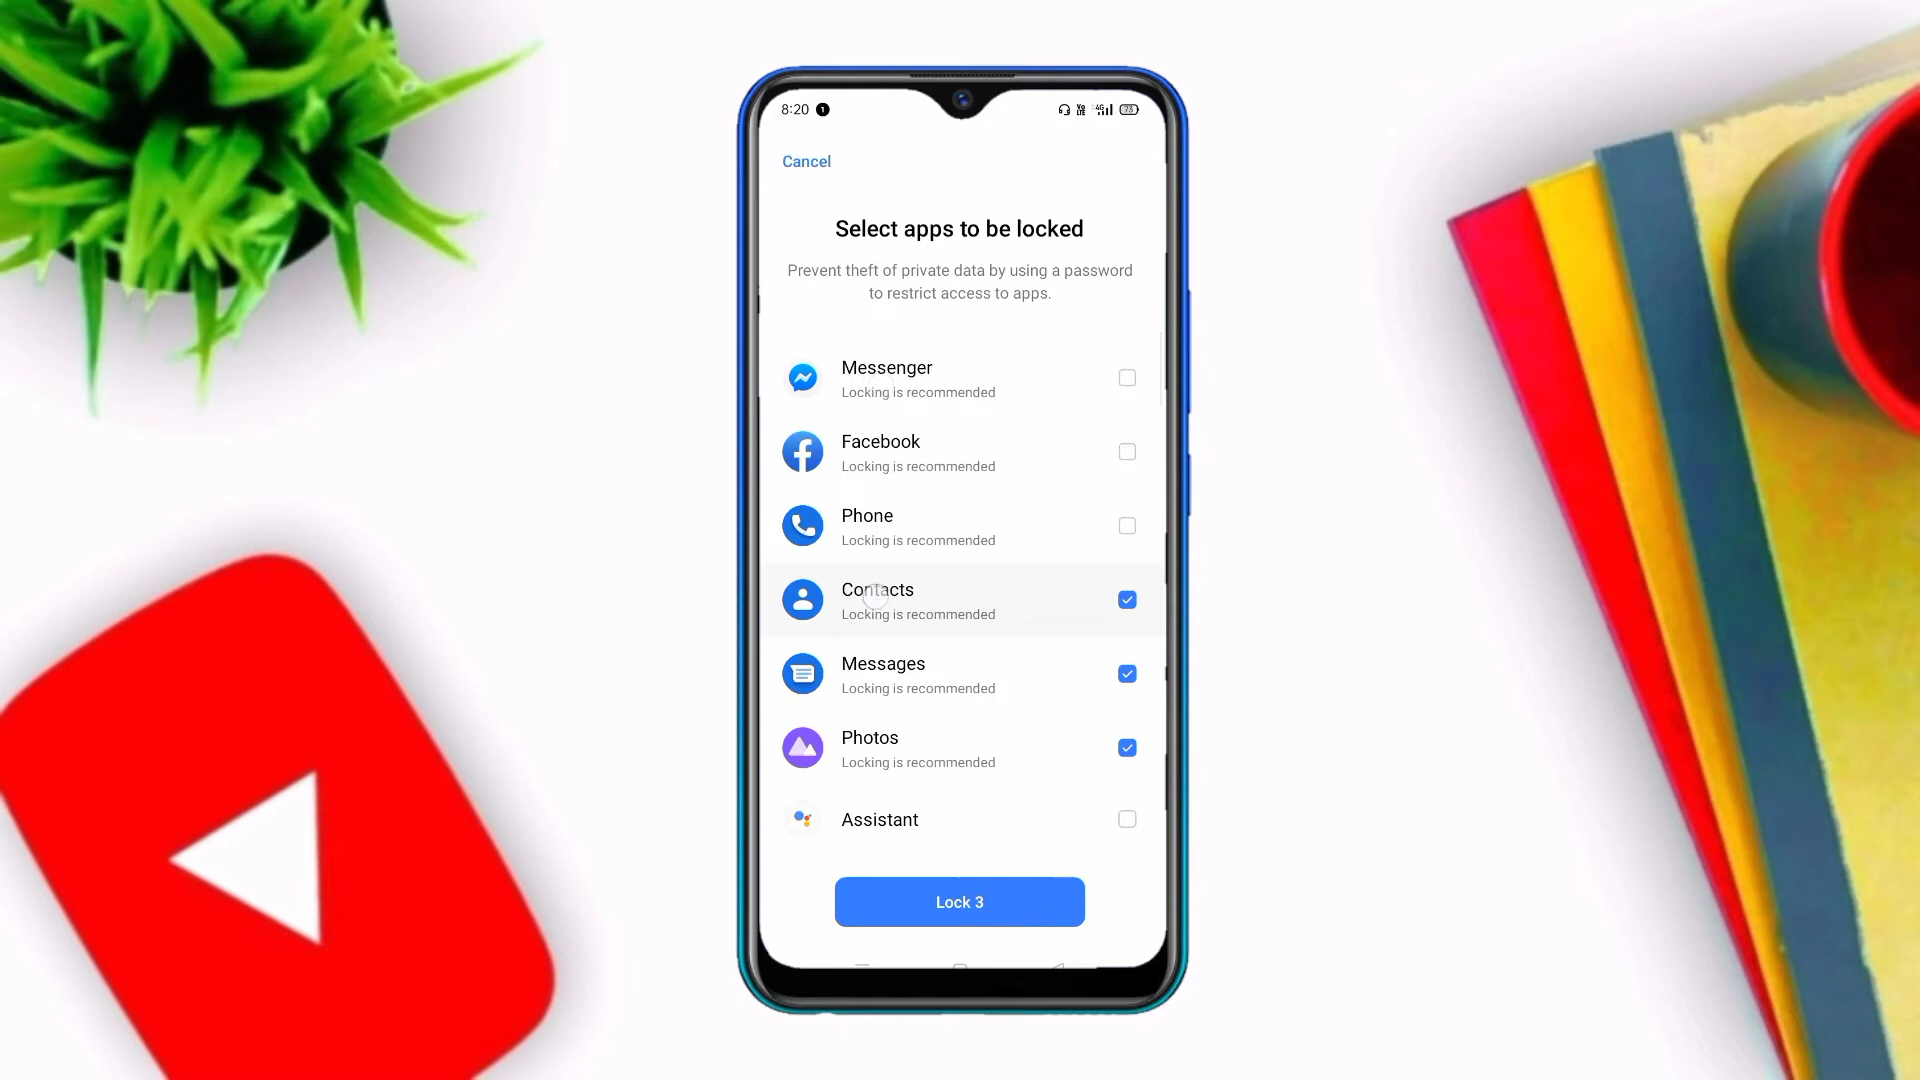 8:20
Cancel
Select apps to be locked
Prevent theft of private data by using a password
to restrict access to apps.
Messenger
Locking is recommended
Facebook
Locking is recommended
Phone
Locking is recommended
Contacts
Locking is recommended
Messages
Locking is recommended
Photos
Locking is recommended
Assistant
Lock 3